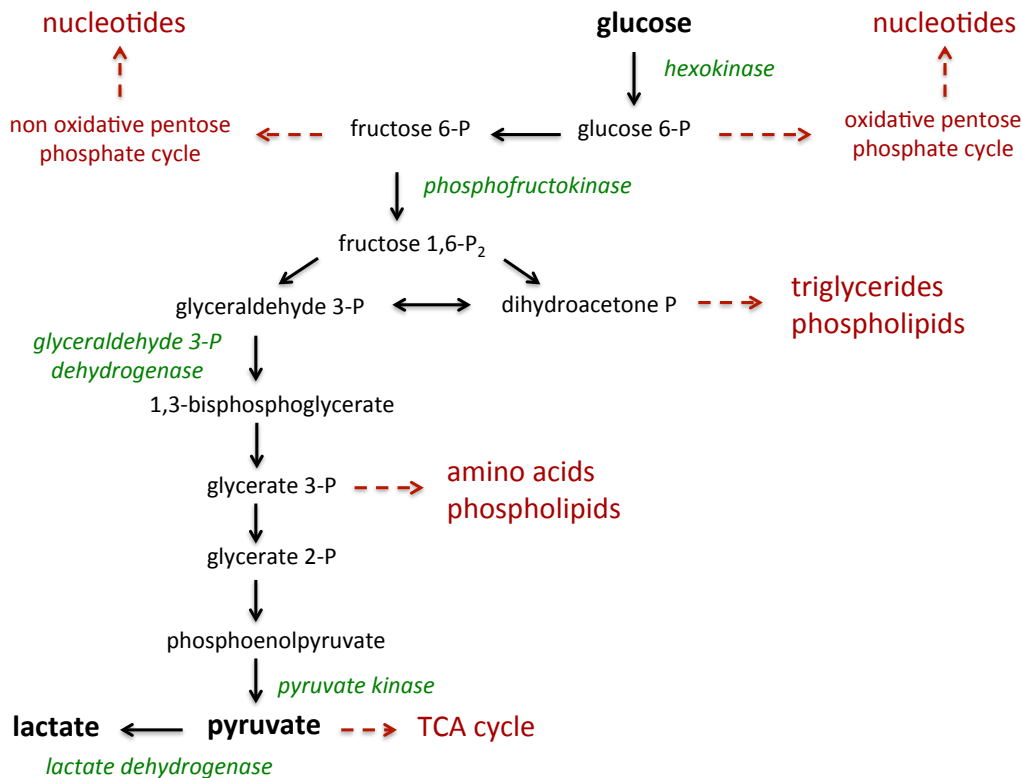 nucleotides
glucose
nucleotides
hexokinase
non oxidative pentose
phosphate cycle
fructose 6-P
glucose 6-P
oxidative pentose
phosphate cycle
phosphofructokinase
fructose 1,6-P₂
glyceraldehyde 3-P
dihydroacetone P
triglycerides
phospholipids
glyceraldehyde 3-P
dehydrogenase
1,3-bisphosphoglycerate
glycerate 3-P
amino acids
phospholipids
glycerate 2-P
phosphoenolpyruvate
pyruvate kinase
lactate
pyruvate
TCA cycle
lactate dehydrogenase